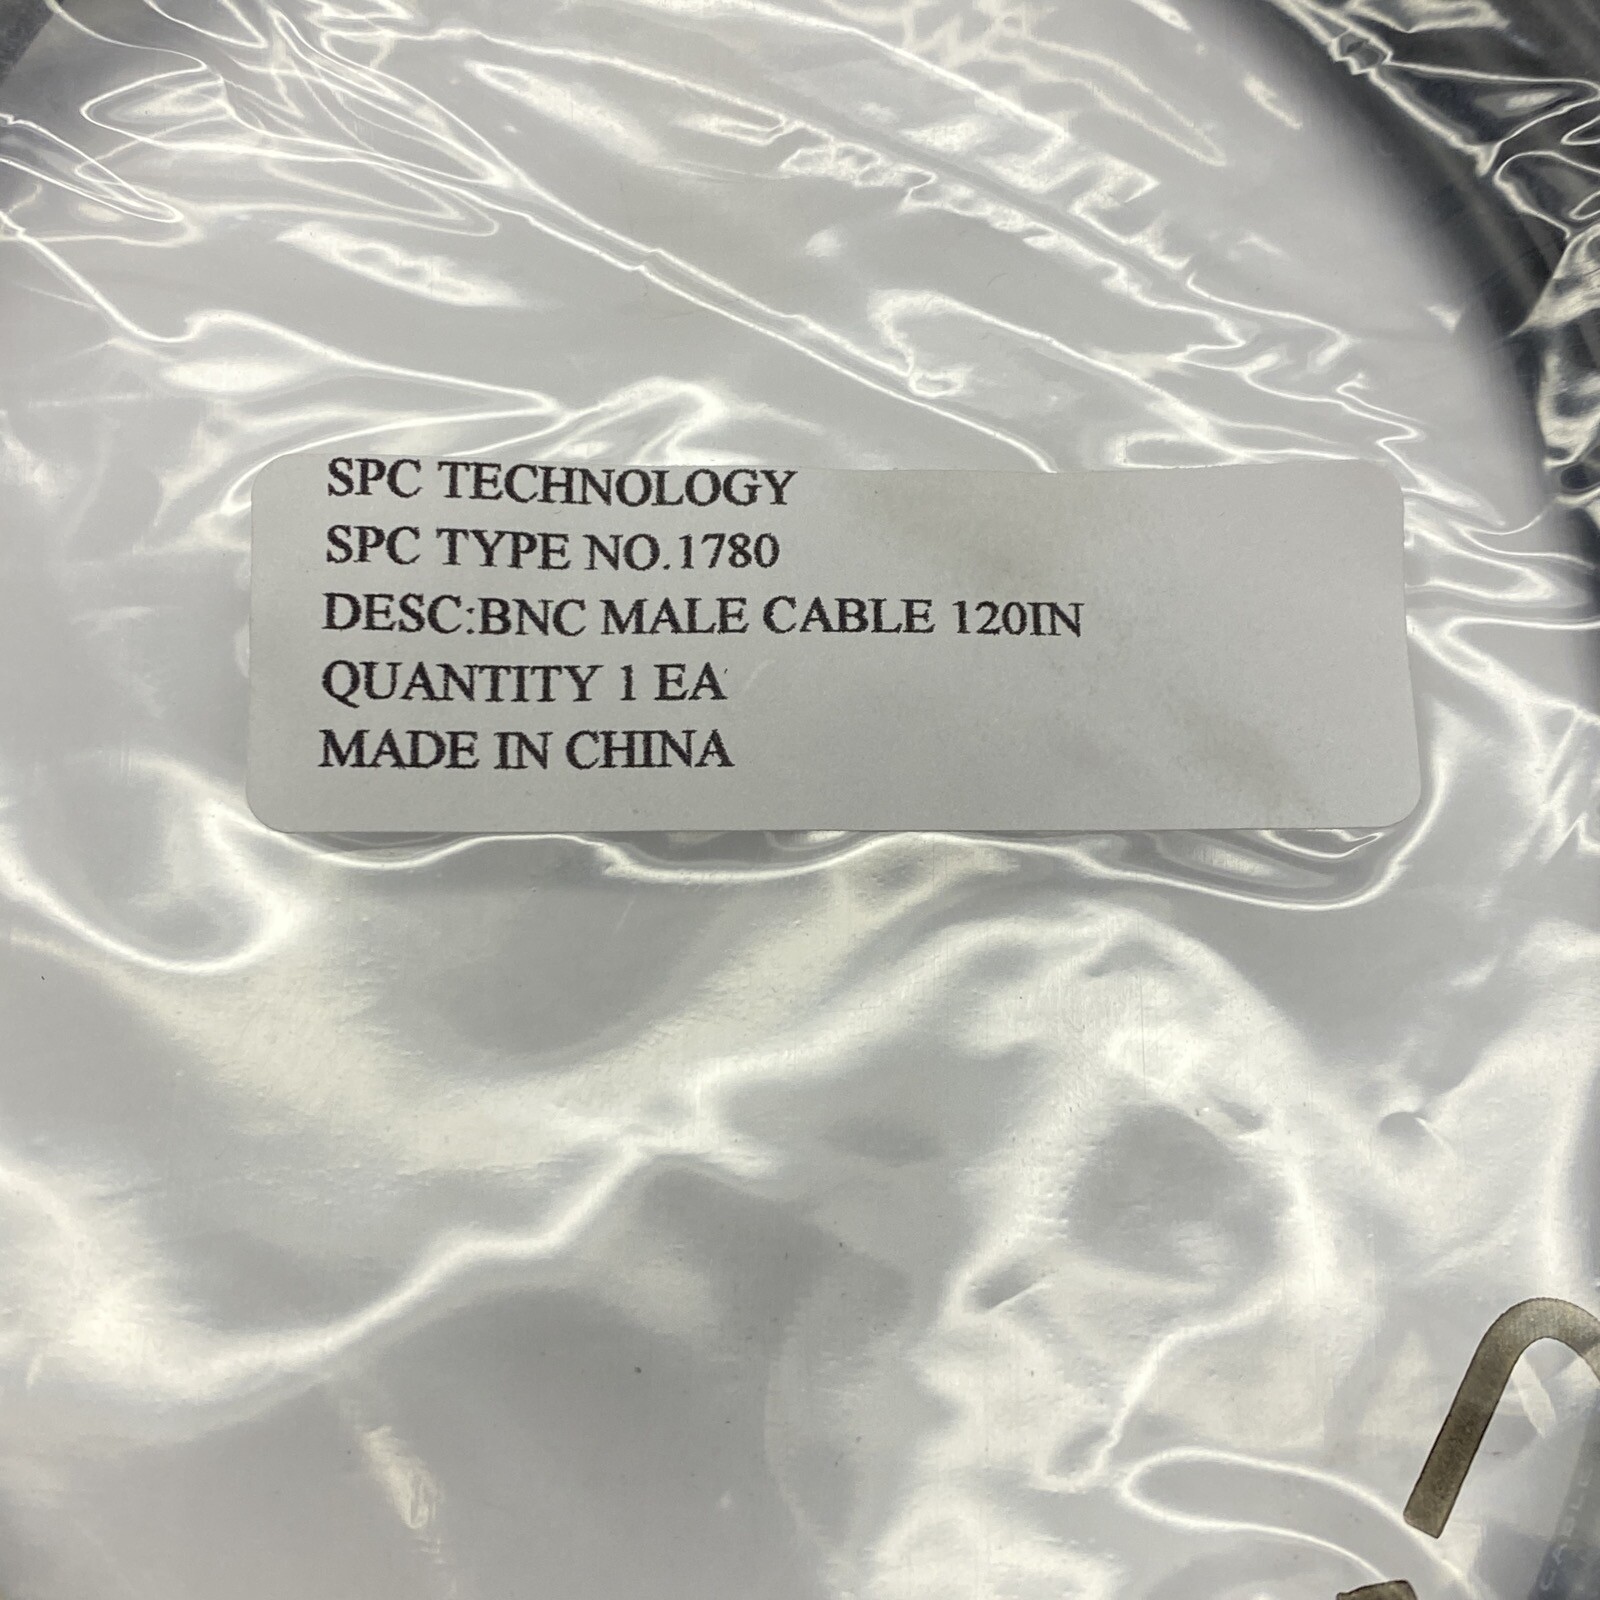 SPC TECHNOLOGY
SPC TYPE NO.1780
DESC:BNC MALE CABLE 120IN
QUANTITY 1 EA
MADE IN CHINA